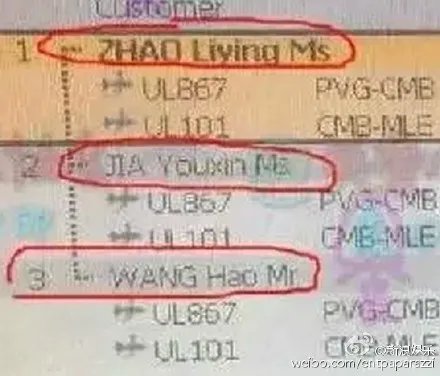 Customer
1 ZHAO Liying Ms
UL867 PVG-CMB
UL101 CMB-MLE
2 JIA Youxin Ms
UL867 PVG-CMB
UL101 CMB-MLE
3 WANG Hao Mr
UL867 PVG-CMB
UL101 CMB-MLE
weibo.com/entpaparazzi